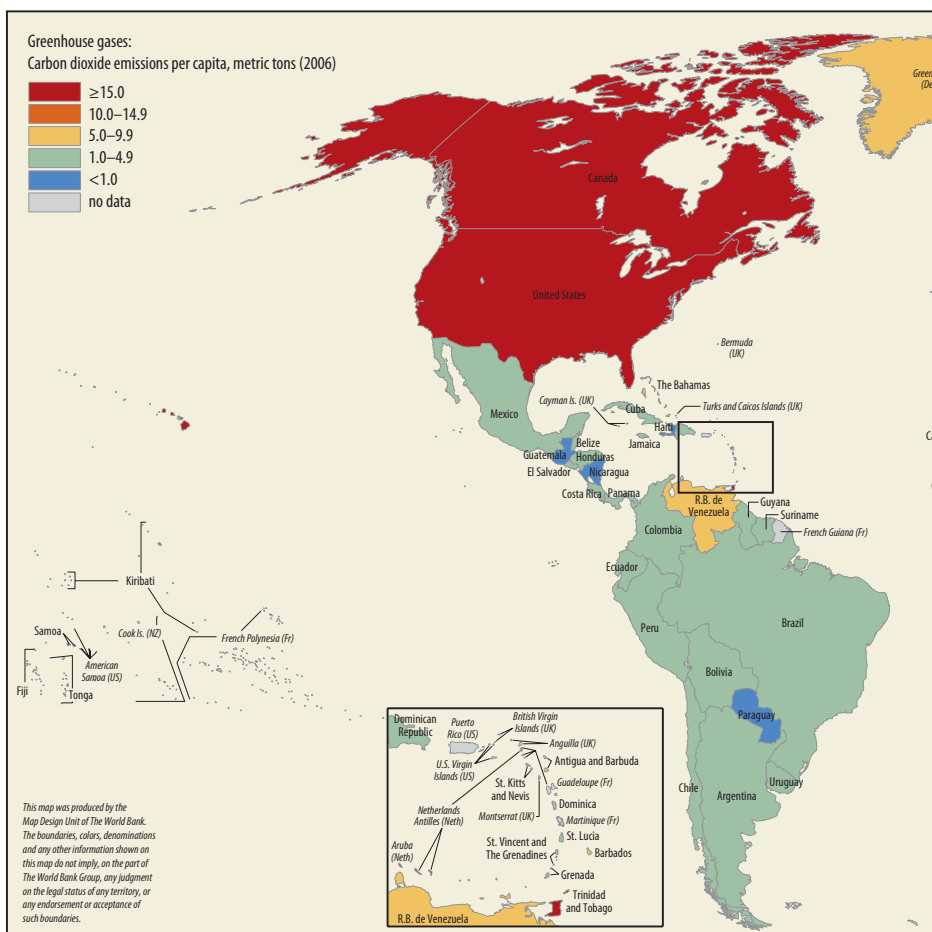 Greenhouse gases:
Carbon dioxide emissions per capita, metric tons (2006)
≥15.0
10.0–14.9
5.0–9.9
1.0–4.9
<1.0
no data
Canada
United States
Bermuda
(UK)
The Bahamas
Cayman Is. (UK)
Cuba
Turks and Caicos Islands (UK)
Mexico
Haiti
Jamaica
Belize
Guatemala
Honduras
El Salvador
Nicaragua
Costa Rica
Panama
R.B. de
Venezuela
Guyana
Suriname
French Guiana (Fr)
Colombia
Ecuador
Peru
Brazil
Bolivia
Paraguay
Uruguay
Chile
Argentina
Kiribati
Samoa
Cook Is. (NZ)
French Polynesia (Fr)
American
Samoa (US)
Fiji
Tonga
Dominican
Republic
Puerto
Rico (US)
British Virgin
Islands (UK)
U.S. Virgin
Islands (US)
Anguilla (UK)
Antigua and Barbuda
St. Kitts
and Nevis
Guadeloupe (Fr)
Netherlands
Antilles (Neth)
Montserrat (UK)
Dominica
Martinique (Fr)
St. Lucia
St. Vincent and
The Grenadines
Barbados
Aruba
(Neth)
Grenada
Trinidad
and Tobago
R.B. de Venezuela
This map was produced by the
Map Design Unit of The World Bank.
The boundaries, colors, denominations
and any other information shown on
this map do not imply, on the part of
The World Bank Group, any judgment
on the legal status of any territory, or
any endorsement or acceptance of
such boundaries.